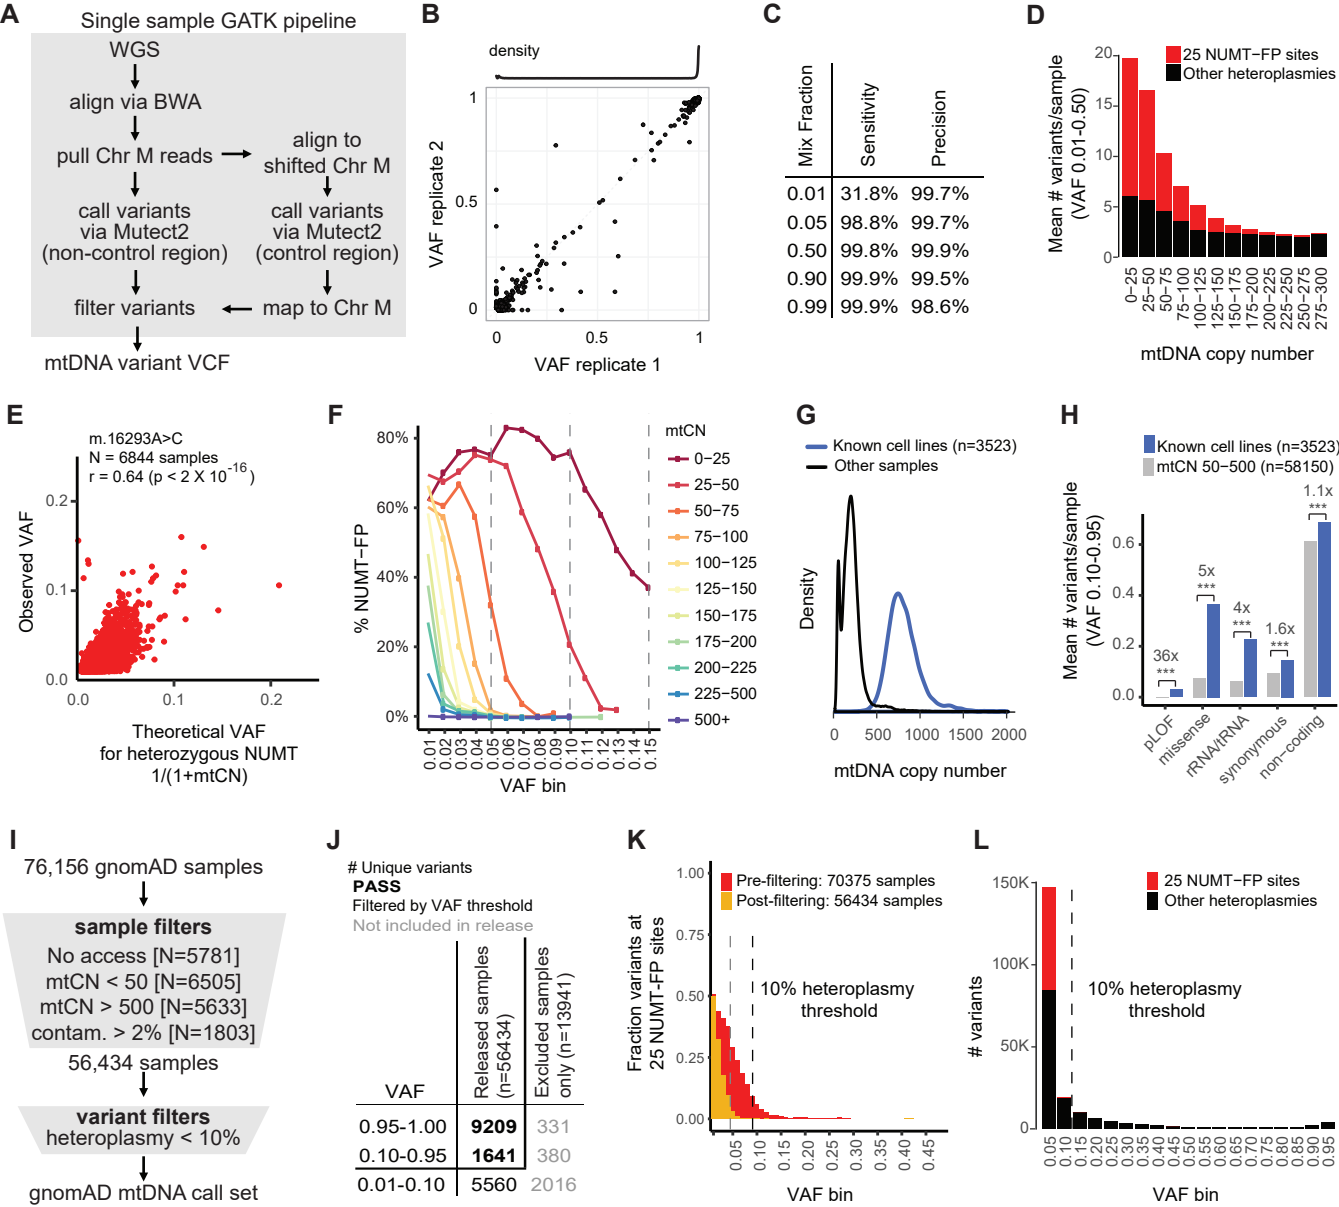 A
Single sample GATK pipeline
WGS
align via BWA
pull Chr M reads
align to
shifted Chr M
call variants
via Mutect2
(non-control region)
call variants
via Mutect2
(control region)
filter variants
map to Chr M
mtDNA variant VCF
B
density
VAF replicate 2
1
0.5
0
0
0.5
1
VAF replicate 1
C
Mix Fraction
Sensitivity
Precision
0.01 31.8% 99.7%
0.05 98.8% 99.7%
0.50 99.8% 99.9%
0.90 99.9% 99.5%
0.99 99.9% 98.6%
D
25 NUMT−FP sites
Other heteroplasmies
Mean # variants/sample
(VAF 0.01-0.50)
20
15
10
5
0
0−25
25−50
50−75
75−100
100−125
125−150
150−175
175−200
200−225
225−250
250−275
275−300
mtDNA copy number
E
m.16293A>C
N = 6844 samples
r = 0.64 (p < 2 X 10-16)
Observed VAF
0.2
0.1
0.0
0.0
0.1
0.2
Theoretical VAF
for heterozygous NUMT
1/(1+mtCN)
F
% NUMT−FP
80%
60%
40%
20%
0%
0.01
0.02
0.03
0.04
0.05
0.06
0.07
0.08
0.09
0.10
0.11
0.12
0.13
0.14
0.15
VAF bin
mtCN
0−25
25−50
50−75
75−100
100−125
125−150
150−175
175−200
200−225
225−500
500+
G
Known cell lines (n=3523)
Other samples
Density
0
500
1000
1500
2000
mtDNA copy number
H
Known cell lines (n=3523)
mtCN 50−500 (n=58150)
Mean # variants/sample
(VAF 0.10-0.95)
0.6
0.4
0.2
0.0
36x
***
5x
***
4x
***
1.6x
***
1.1x
***
pLOF
missense
rRNA/tRNA
synonymous
non−coding
I
76,156 gnomAD samples
sample filters
No access [N=5781]
mtCN < 50 [N=6505]
mtCN > 500 [N=5633]
contam. > 2% [N=1803]
56,434 samples
variant filters
heteroplasmy < 10%
gnomAD mtDNA call set
J
# Unique variants
PASS
Filtered by VAF threshold
Not included in release
VAF
Released samples
(n=56434)
Excluded samples
only (n=13941)
0.95-1.00 9209 331
0.10-0.95 1641 380
0.01-0.10 5560 2016
K
Pre−filtering: 70375 samples
Post−filtering: 56434 samples
Fraction variants at
25 NUMT−FP sites
1.00
0.75
0.50
0.25
0.00
10% heteroplasmy
threshold
0.05
0.10
0.15
0.20
0.25
0.30
0.35
0.40
0.45
VAF bin
L
25 NUMT−FP sites
Other heteroplasmies
# variants
150K
100K
50K
0
10% heteroplasmy
threshold
0.05
0.10
0.15
0.20
0.25
0.30
0.35
0.40
0.45
0.50
0.55
0.60
0.65
0.70
0.75
0.80
0.85
0.90
0.95
VAF bin